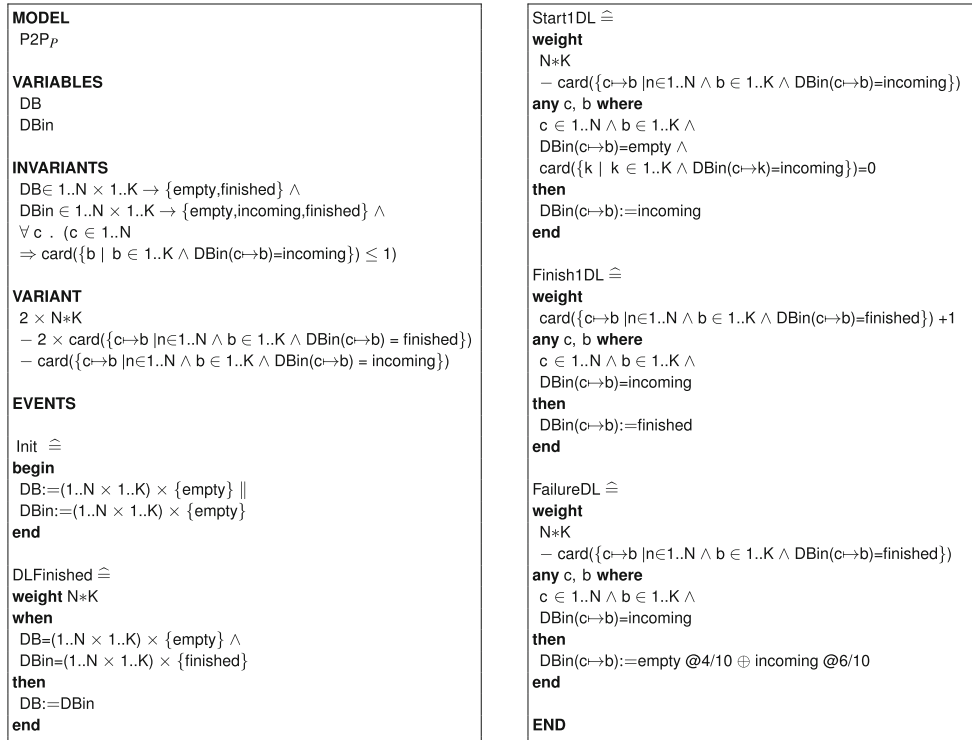 MODEL
P2P_P
VARIABLES
DB
DBin
INVARIANTS
DB∈ 1..N × 1..K → {empty,finished} ∧
DBin ∈ 1..N × 1..K → {empty,incoming,finished} ∧
∀ c . (c ∈ 1..N
⇒ card({b | b ∈ 1..K ∧ DBin(c↦b)=incoming}) ≤ 1)
VARIANT
2 × N∗K
− 2 × card({c↦b |n∈1..N ∧ b ∈ 1..K ∧ DBin(c↦b) = finished})
− card({c↦b |n∈1..N ∧ b ∈ 1..K ∧ DBin(c↦b) = incoming})
EVENTS
Init ≙
begin
DB:=(1..N × 1..K) × {empty} ∥
DBin:=(1..N × 1..K) × {empty}
end
DLFinished ≙
weight N∗K
when
DB=(1..N × 1..K) × {empty} ∧
DBin=(1..N × 1..K) × {finished}
then
DB:=DBin
end
Start1DL ≙
weight
N∗K
− card({c↦b |n∈1..N ∧ b ∈ 1..K ∧ DBin(c↦b)=incoming})
any c, b where
c ∈ 1..N ∧ b ∈ 1..K ∧
DBin(c↦b)=empty ∧
card({k | k ∈ 1..K ∧ DBin(c↦k)=incoming})=0
then
DBin(c↦b):=incoming
end
Finish1DL ≙
weight
card({c↦b |n∈1..N ∧ b ∈ 1..K ∧ DBin(c↦b)=finished}) +1
any c, b where
c ∈ 1..N ∧ b ∈ 1..K ∧
DBin(c↦b)=incoming
then
DBin(c↦b):=finished
end
FailureDL ≙
weight
N∗K
− card({c↦b |n∈1..N ∧ b ∈ 1..K ∧ DBin(c↦b)=finished})
any c, b where
c ∈ 1..N ∧ b ∈ 1..K ∧
DBin(c↦b)=incoming
then
DBin(c↦b):=empty @4/10 ⊕ incoming @6/10
end
END